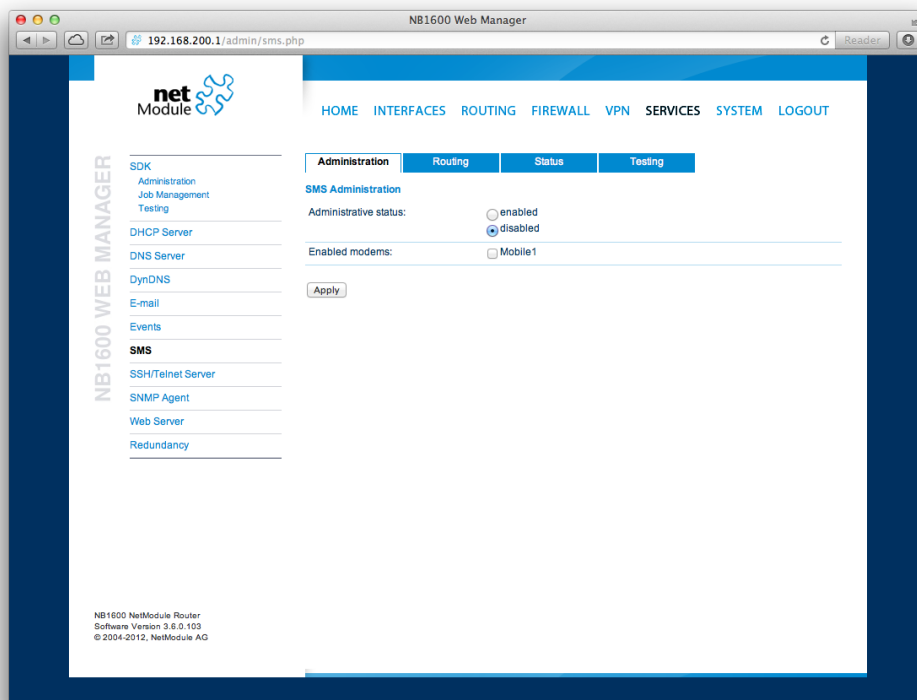 NB1600 Web Manager
192.168.200.1/admin/sms.php
Reader
net
Module
HOME INTERFACES ROUTING FIREWALL VPN SERVICES SYSTEM LOGOUT
NB1600 WEB MANAGER
SDK
Administration
Job Management
Testing
DHCP Server
DNS Server
DynDNS
E-mail
Events
SMS
SSH/Telnet Server
SNMP Agent
Web Server
Redundancy
Administration Routing Status Testing
SMS Administration
Administrative status: enabled
disabled
Enabled modems: Mobile1
Apply
NB1600 NetModule Router
Software Version 3.6.0.103
© 2004-2012, NetModule AG